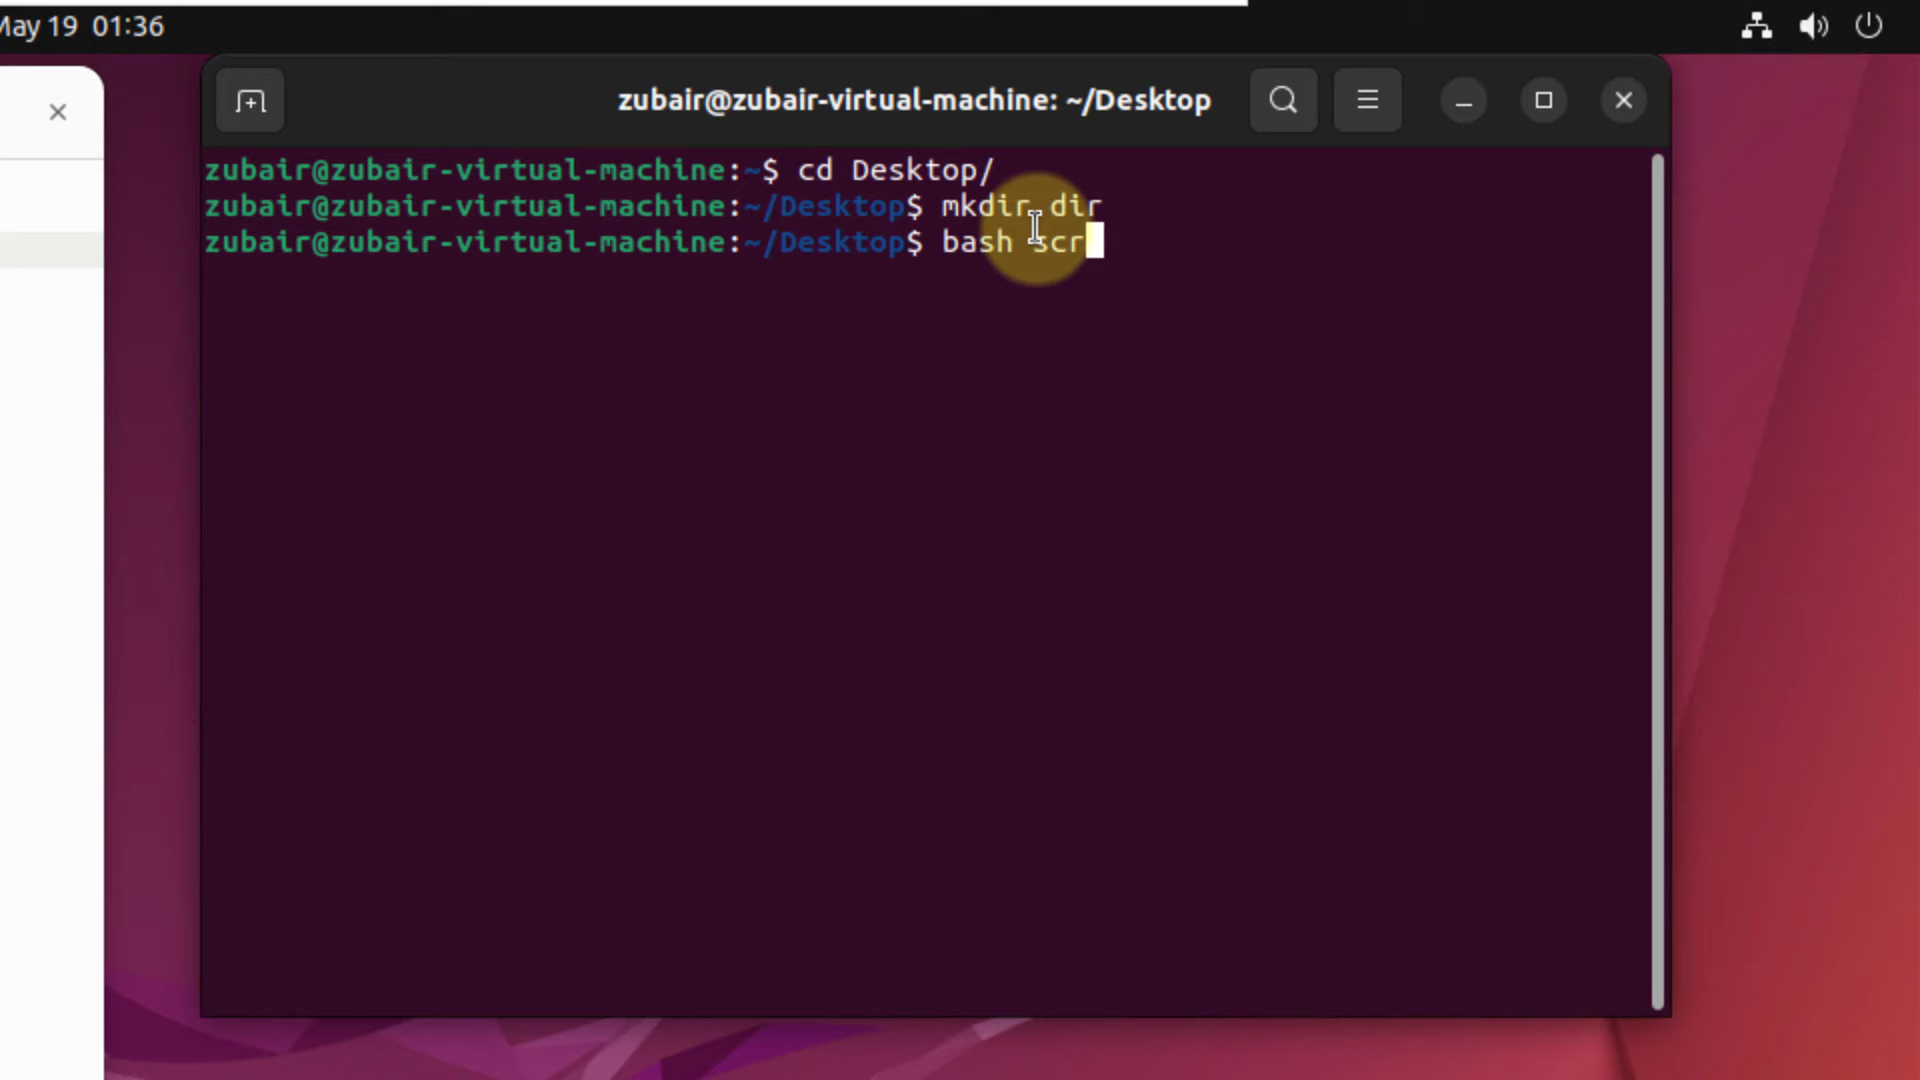 May 19 01:36
zubair@zubair-virtual-machine: ~/Desktop
zubair@zubair-virtual-machine:~$ cd Desktop/
zubair@zubair-virtual-machine:~/Desktop$ mkdir dir
zubair@zubair-virtual-machine:~/Desktop$ bash scr